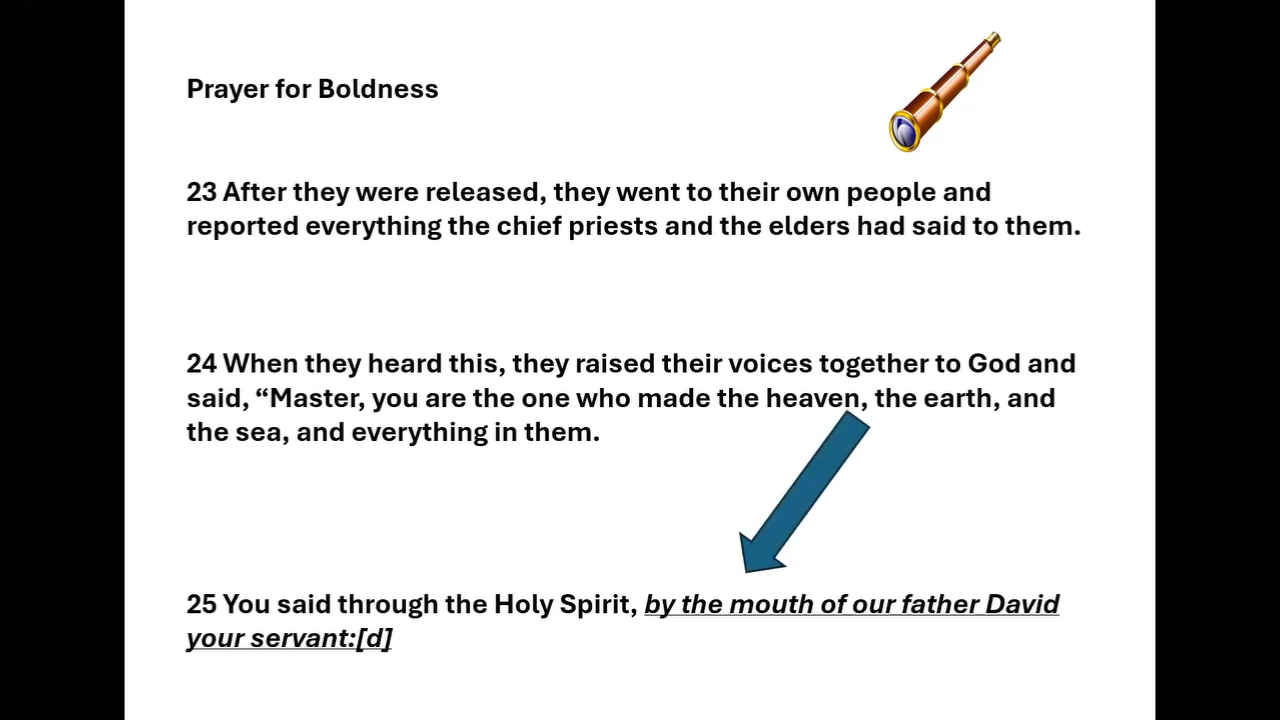 Prayer for Boldness
23 After they were released, they went to their own people and
reported everything the chief priests and the elders had said to them.
24 When they heard this, they raised their voices together to God and
said, “Master, you are the one who made the heaven, the earth, and
the sea, and everything in them.
25 You said through the Holy Spirit, by the mouth of our father David
your servant:[d]